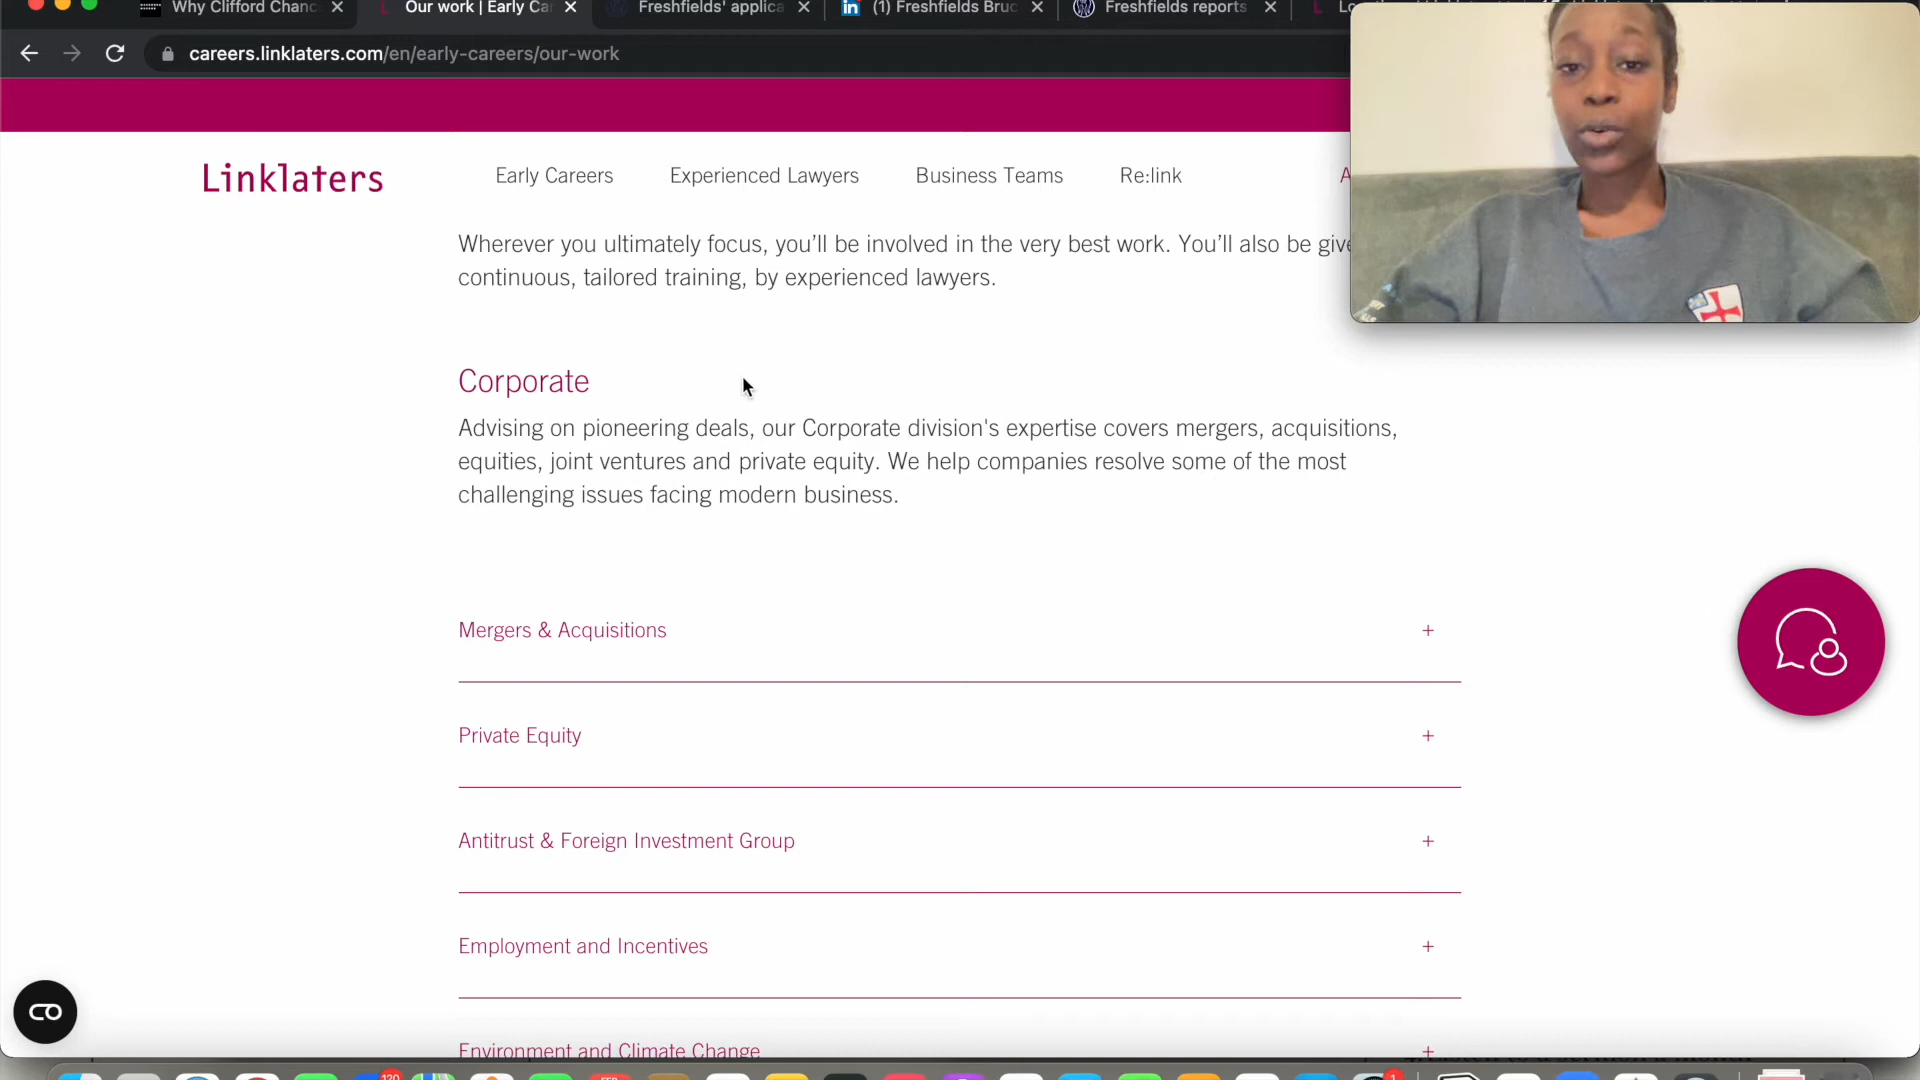 Why Clifford Chanc
Our work | Early Ca
Freshfields' applica
(1) Freshfields Bruc
Freshfields reports
careers.linklaters.com/en/early-careers/our-work
Linklaters
Early Careers
Experienced Lawyers
Business Teams
Re:link
A
Wherever you ultimately focus, you'll be involved in the very best work. You'll also be give
continuous, tailored training, by experienced lawyers.
Corporate
Advising on pioneering deals, our Corporate division's expertise covers mergers, acquisitions,
equities, joint ventures and private equity. We help companies resolve some of the most
challenging issues facing modern business.
Mergers & Acquisitions +
Private Equity +
Antitrust & Foreign Investment Group +
Employment and Incentives +
Environment and Climate Change +
120
FEB
1